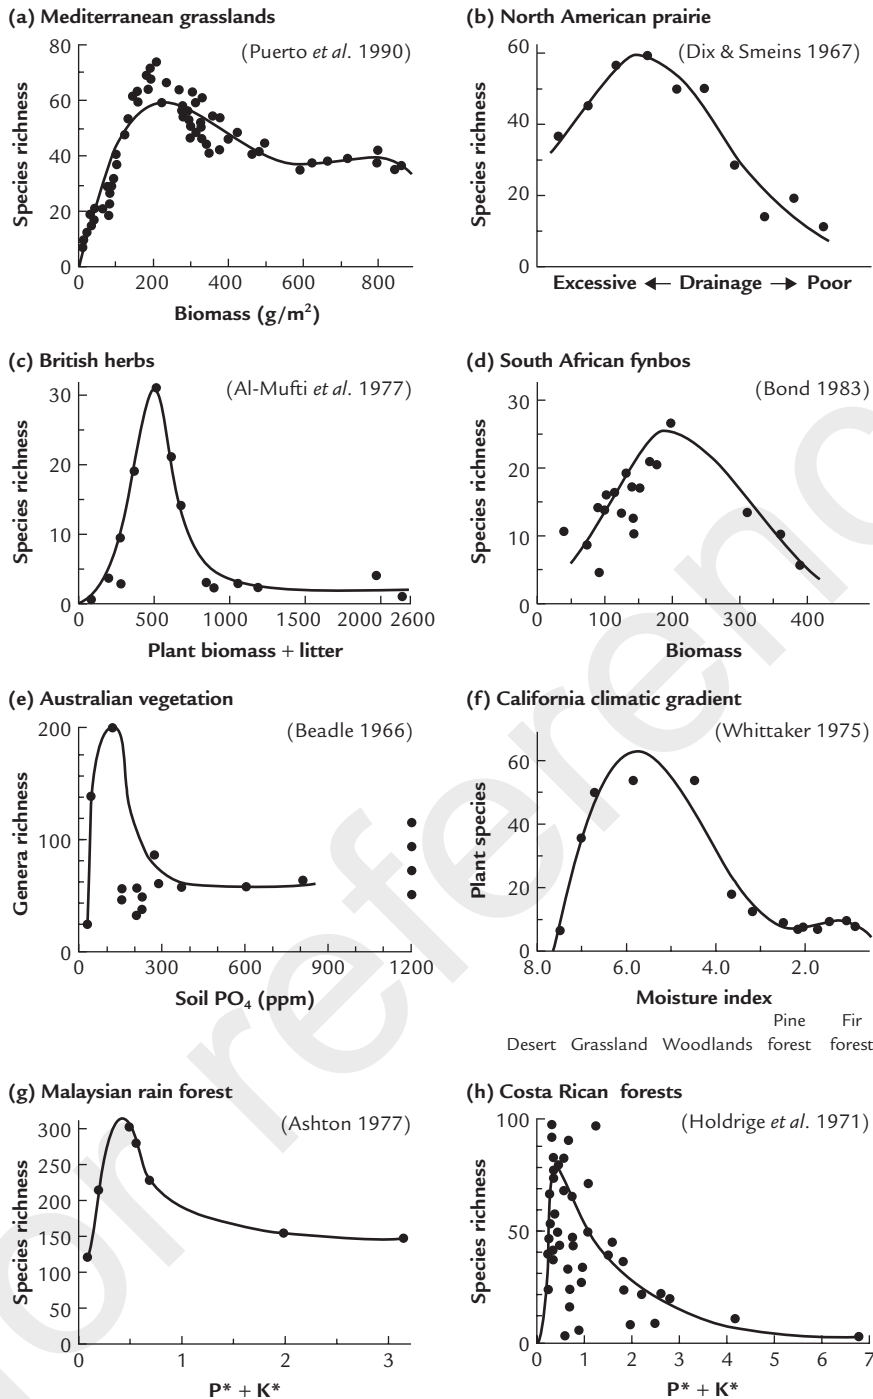 (a) Mediterranean grasslands
(Puerto et al. 1990)
Species richness
80
60
40
20
0
0 200 400 600 800
Biomass (g/m²)
(b) North American prairie
(Dix & Smeins 1967)
Species richness
60
40
20
0
Excessive ← Drainage → Poor
(c) British herbs
(Al-Mufti et al. 1977)
Species richness
30
20
10
0
0 500 1000 1500 2000 2600
Plant biomass + litter
(d) South African fynbos
(Bond 1983)
Species richness
30
20
10
0
0 100 200 300 400
Biomass
(e) Australian vegetation
(Beadle 1966)
Genera richness
200
100
0
0 300 600 900 1200
Soil PO₄ (ppm)
(f) California climatic gradient
(Whittaker 1975)
Plant species
60
40
20
0
8.0 6.0 4.0 2.0
Moisture index
Desert Grassland Woodlands Pine forest Fir forest
(g) Malaysian rain forest
(Ashton 1977)
Species richness
300
250
200
150
100
50
0
0 1 2 3
P* + K*
(h) Costa Rican forests
(Holdrige et al. 1971)
Species richness
100
50
0
0 1 2 3 4 5 6 7
P* + K*
or reference